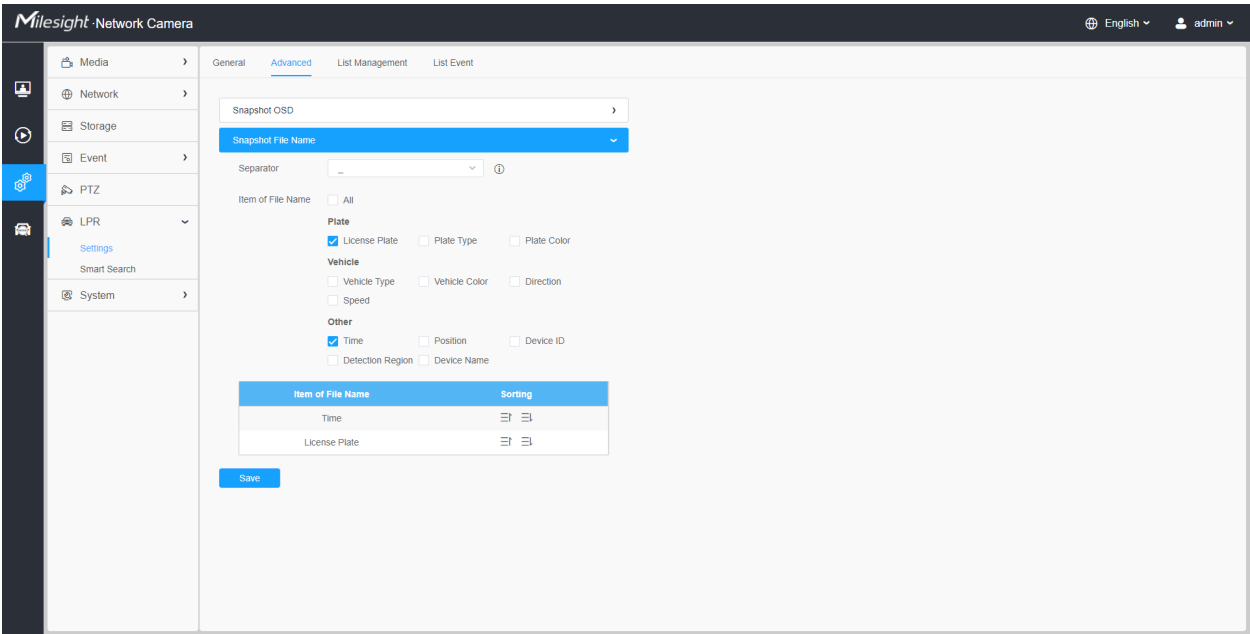 Milesight ·Network Camera
English
admin
Media
Network
Storage
Event
PTZ
LPR
Settings
Smart Search
System
General Advanced List Management List Event
Snapshot OSD
Snapshot File Name
Separator _
Item of File Name All
Plate
License Plate Plate Type Plate Color
Vehicle
Vehicle Type Vehicle Color Direction
Speed
Other
Time Position Device ID
Detection Region Device Name
Item of File Name Sorting
Time
License Plate
Save